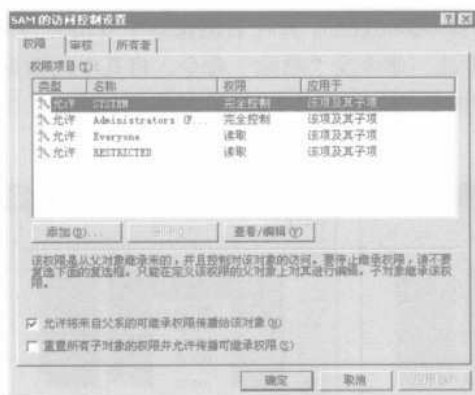 SAM 的访问控制设置
权限 审核 所有者
权限项目(I):
类型 名称 权限 应用于
允许 SYSTEM 完全控制 该项及其子项
允许 Administrators (F... 完全控制 该项及其子项
允许 Everyone 读取 该项及其子项
允许 RESTRICTED 读取 该项及其子项
添加(D)... 查看/编辑(V)
该权限是从父对象继承来的，并且控制对该对象的访问。要停止继承权限，请不要
复选下面的复选框。只能在定义该权限的父对象上对其进行编辑。子对象继承该权
限。
允许将来自父系的可继承权限传播给该对象(H)
重置所有子对象的权限并允许传播可继承权限(S)
确定 取消